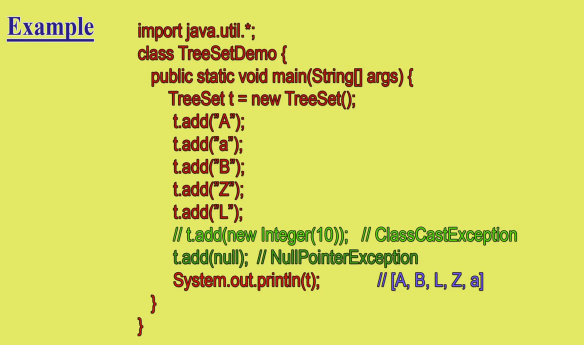 Example
import java.util.*;
class TreeSetDemo {
public static void main(String[] args) {
TreeSet t = new TreeSet();
t.add("A");
t.add("a");
t.add("B");
t.add("Z");
t.add("L");
// t.add(new Integer(10)); // ClassCastException
t.add(null); // NullPointerException
System.out.println(t); // [A, B, L, Z, a]
}
}